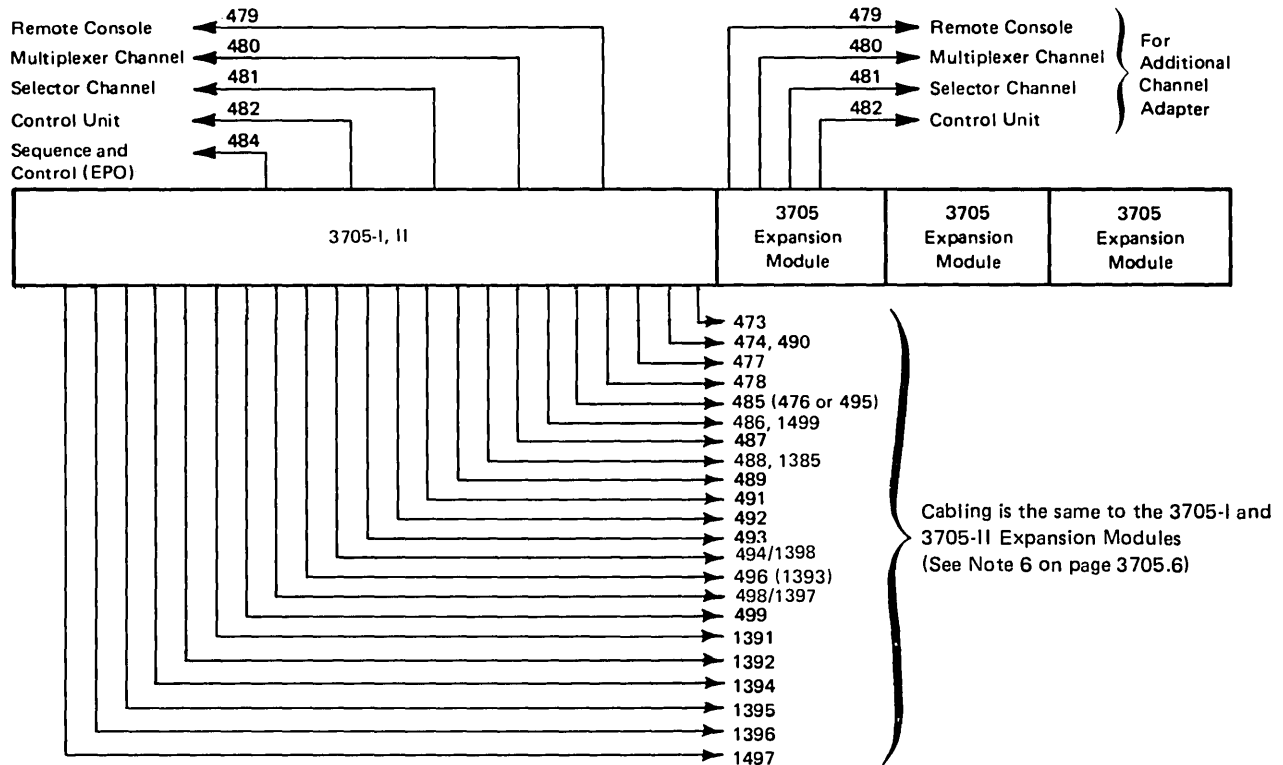 479
Remote Console
480
Multiplexer Channel
481
Selector Channel
482
Control Unit
484
Sequence and
Control (EPO)
479
Remote Console
480
Multiplexer Channel
481
Selector Channel
482
Control Unit
For
Additional
Channel
Adapter
3705-I, II
3705
Expansion
Module
3705
Expansion
Module
3705
Expansion
Module
473
474, 490
477
478
485 (476 or 495)
486, 1499
487
488, 1385
489
491
492
493
494/1398
496 (1393)
498/1397
499
1391
1392
1394
1395
1396
1497
Cabling is the same to the 3705-I and
3705-II Expansion Modules
(See Note 6 on page 3705.6)